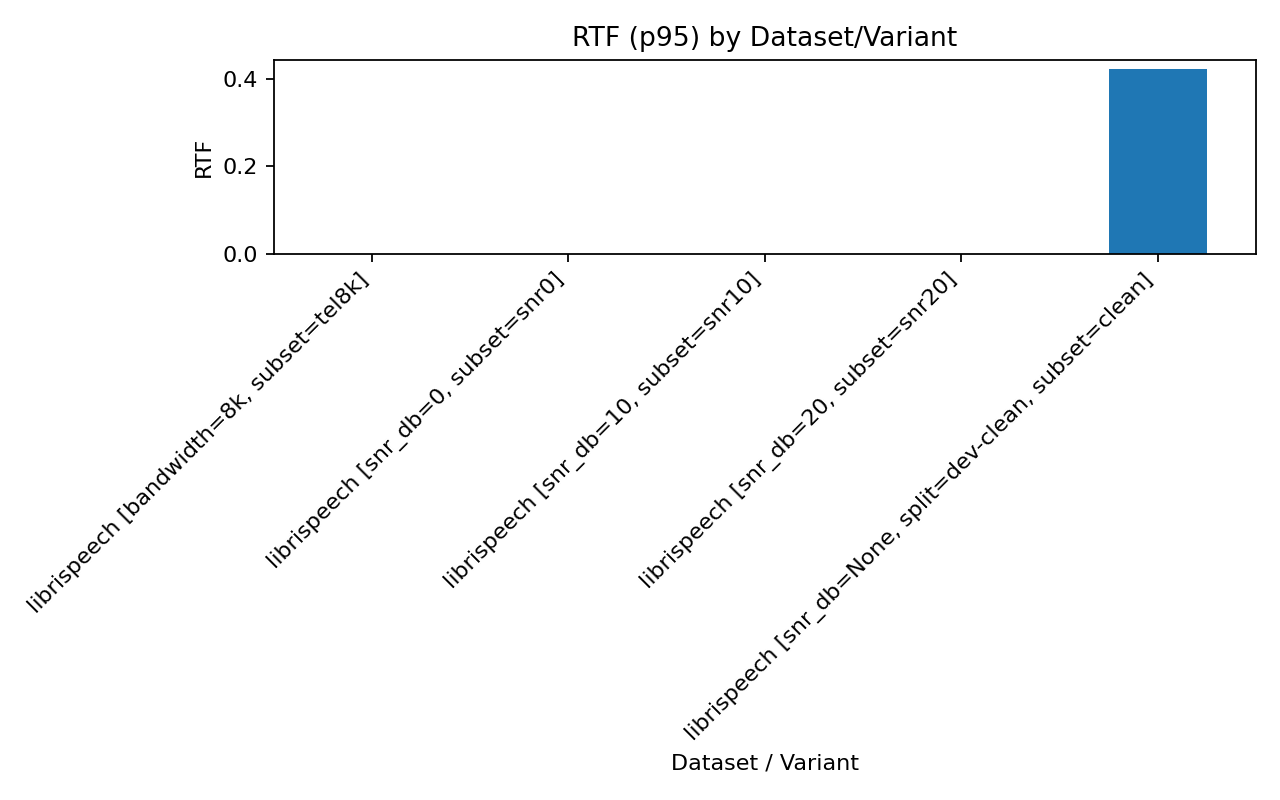 RTF (p95) by Dataset/Variant
RTF
0.4
0.2
0.0
librispeech [bandwidth=8k, subset=tel8k]
librispeech [snr_db=0, subset=snr0]
librispeech [snr_db=10, subset=snr10]
librispeech [snr_db=20, subset=snr20]
librispeech [snr_db=None, split=dev-clean, subset=clean]
Dataset / Variant